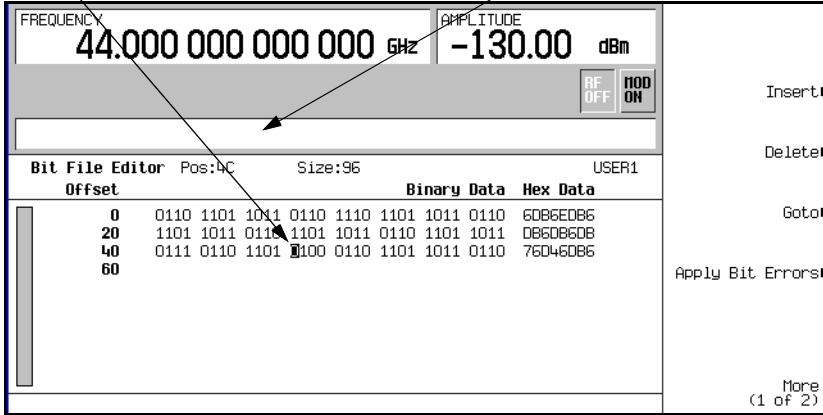 FREQUENCY
44.000 000 000 000 GHz
AMPLITUDE
-130.00 dBm
RF OFF
MOD ON
Bit File Editor Pos:4C Size:96 USER1
Offset Binary Data Hex Data
0 0110 1101 1011 0110 1110 1101 1011 0110 6DB6EDB6
20 1101 1011 0110 1101 1011 0110 1101 1011 DB6DB6DB
40 0111 0110 1101 0100 0110 1101 1011 0110 76D46DB6
60
Insert
Delete
Goto
Apply Bit Errors
More
(1 of 2)